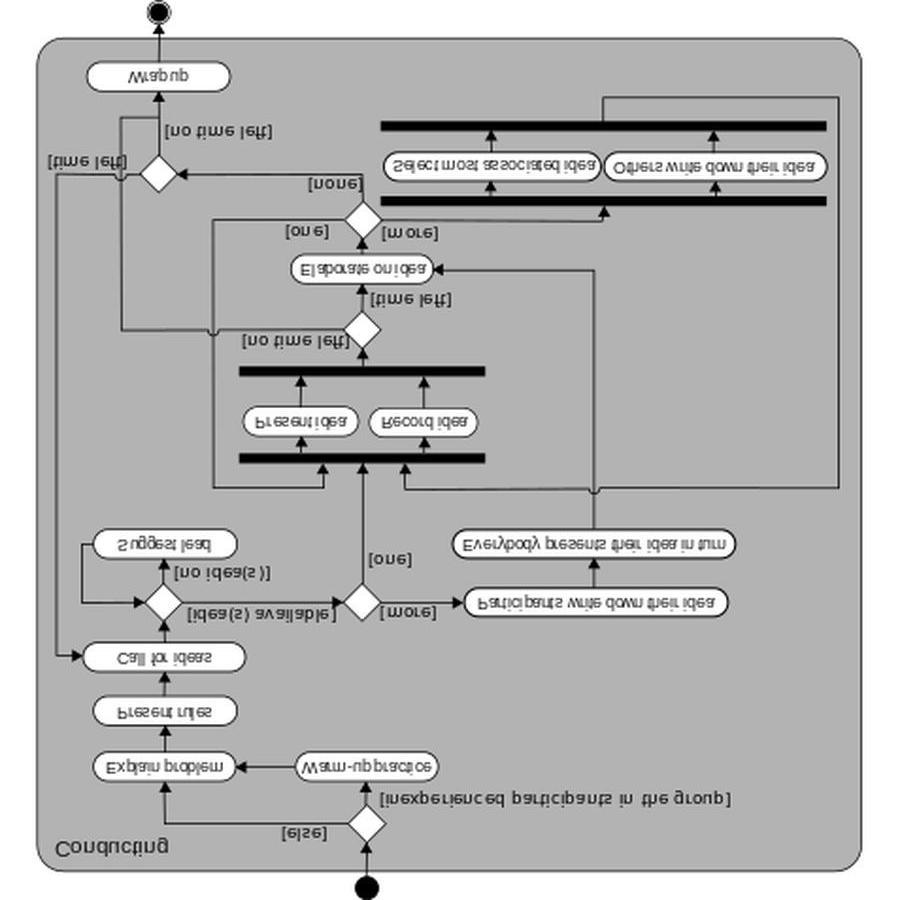 Conducting
[else]
[inexperienced participants in the group]
Explain problem
Warm-up practice
Present rules
Call for ideas
[idea(s) available]
[more]
Participants write down their idea
[no idea(s)]
[one]
Suggest lead
Everybody presents their idea in turn
Present idea
Record idea
[no time left]
[time left]
Elaborate on idea
[one]
[more]
[none]
Select most associated idea
Others write down their idea
[time left]
[no time left]
Wrap up